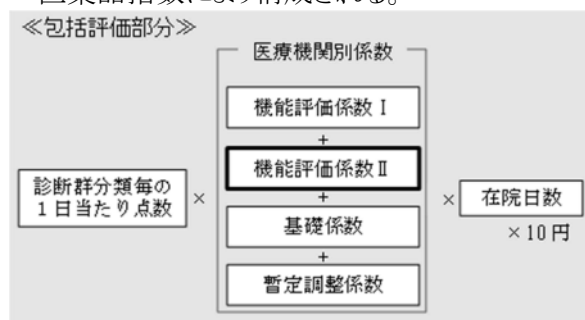 ≪包括評価部分≫
医療機関別係数
機能評価係数Ⅰ
+
機能評価係数Ⅱ
+
基礎係数
+
暫定調整係数
診断群分類毎の
1日当たり点数
×
×
在院日数
×10円